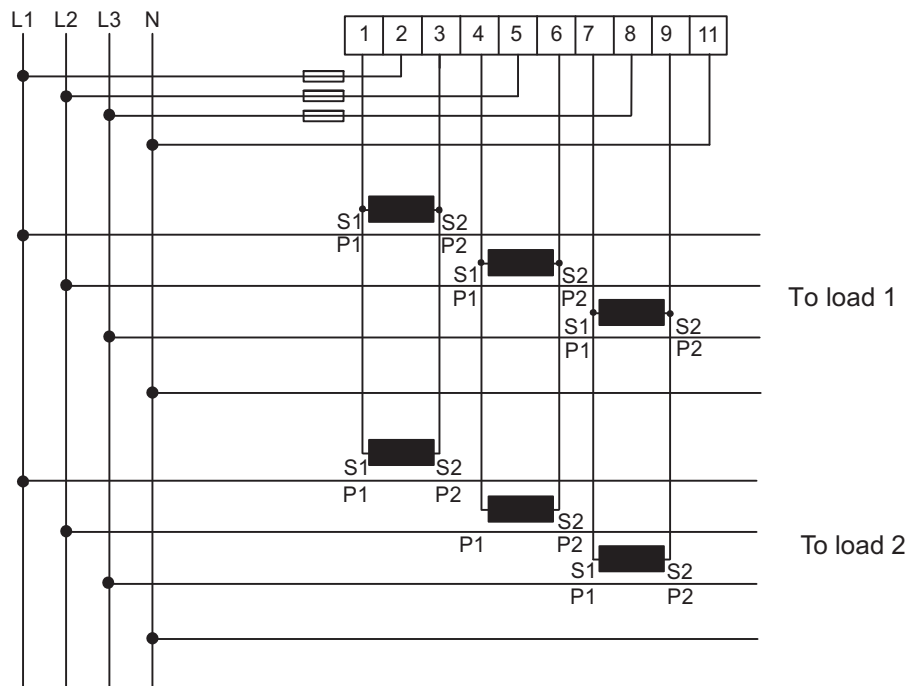 L1 L2 L3 N
1 2 3 4 5 6 7 8 9 11
S1 S2
P1 P2
S1 S2
P1 P2
To load 1
S1 S2
P1 P2
S1 S2
P1 P2
S2
P1 P2
To load 2
S1 S2
P1 P2